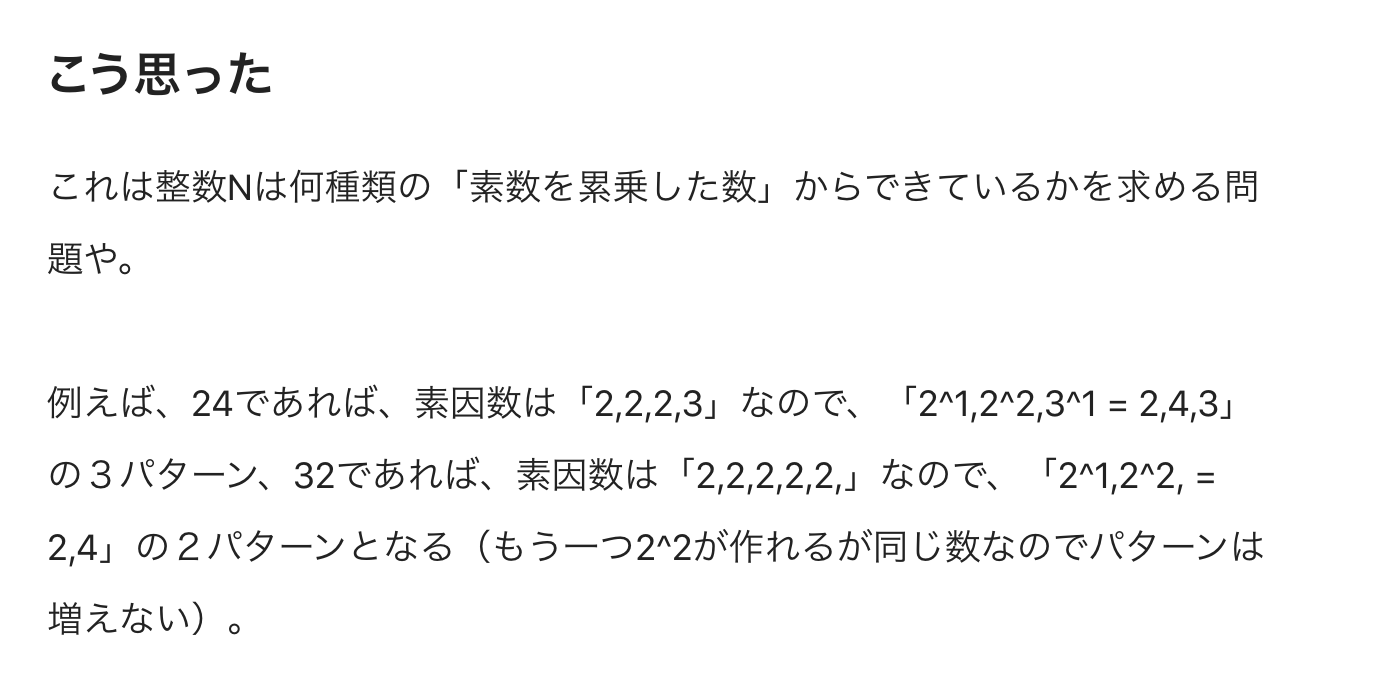 こう思った
これは整数Nは何種類の「素数を累乗した数」からできているかを求める問
題や。
例えば、24であれば、素因数は「2,2,2,3」なので、「2^1,2^2,3^1 = 2,4,3」
の３パターン、32であれば、素因数は「2,2,2,2,2,」なので、「2^1,2^2, =
2,4」の２パターンとなる（もう一つ2^2が作れるが同じ数なのでパターンは
増えない）。